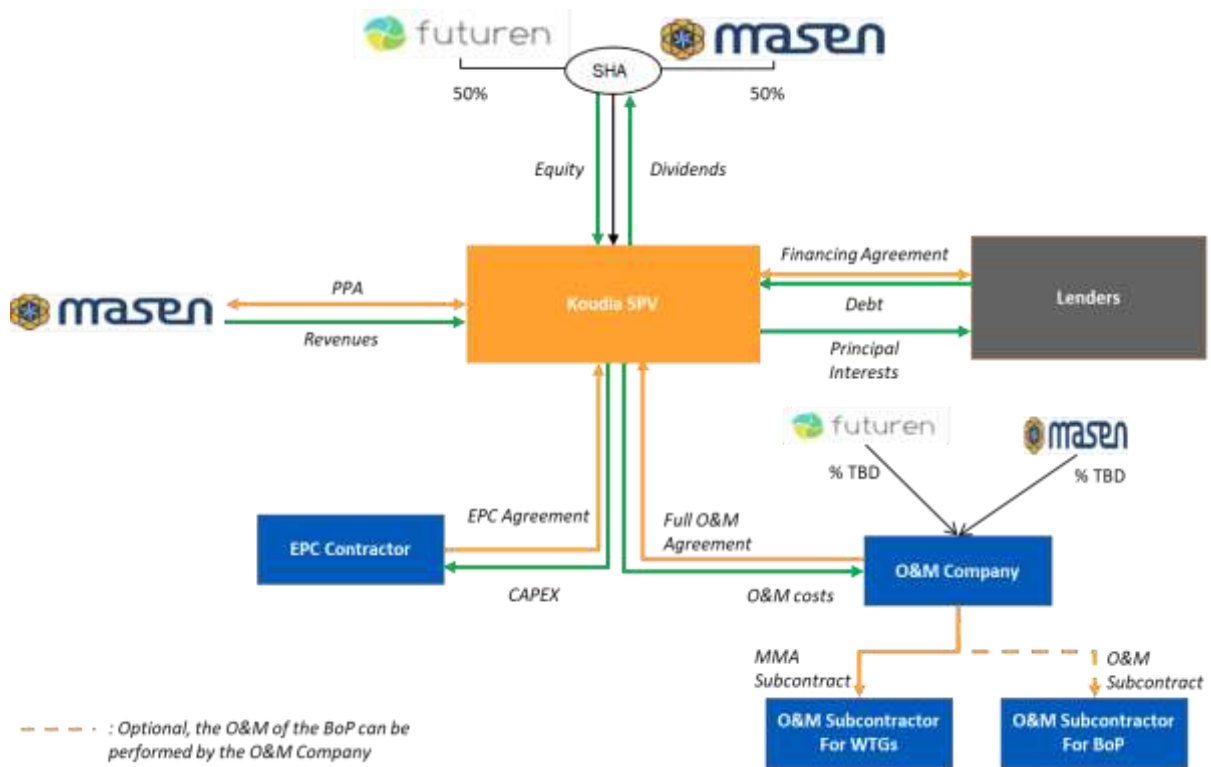 futuren
masen
SHA
50%
50%
Equity
Dividends
masen
PPA
Revenues
Koudia SPV
Financing Agreement
Debt
Principal
Interests
Lenders
futuren
masen
% TBD
% TBD
EPC Contractor
EPC Agreement
CAPEX
Full O&M
Agreement
O&M costs
O&M Company
MMA
Subcontract
O&M
Subcontract
O&M Subcontractor
For WTGs
O&M Subcontractor
For BoP
: Optional, the O&M of the BoP can be
performed by the O&M Company